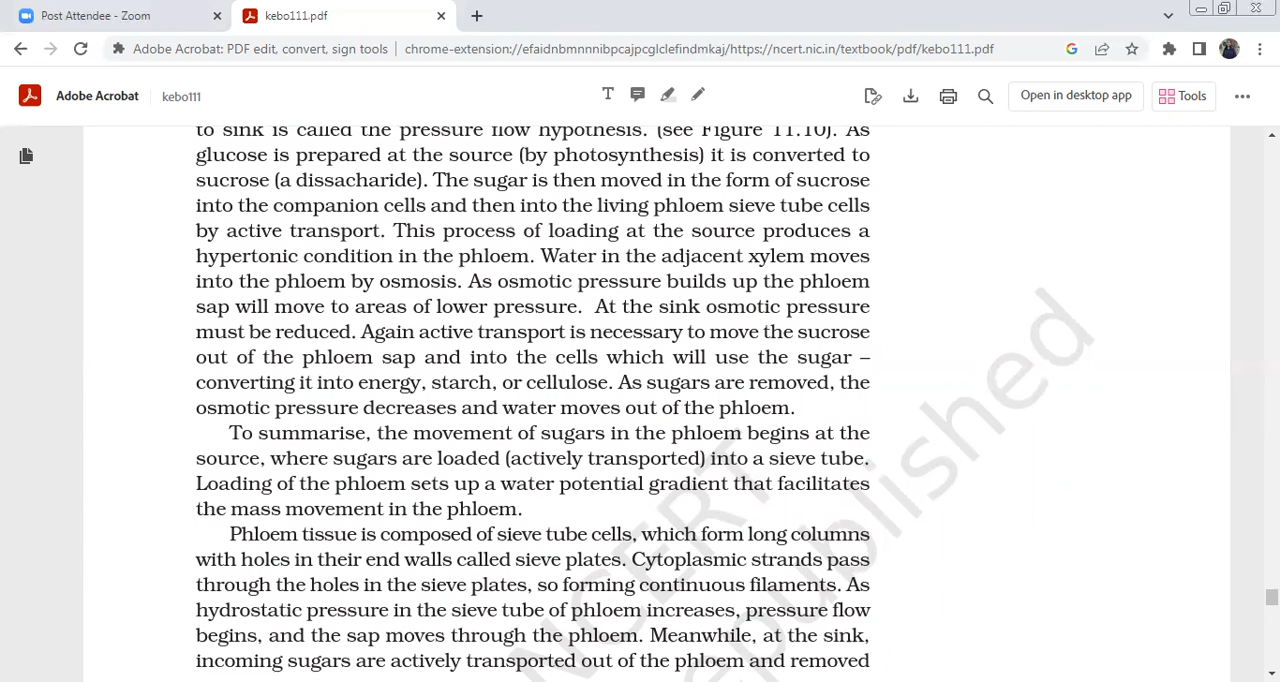 Post Attendee - Zoom
kebo111.pdf
Adobe Acrobat: PDF edit, convert, sign tools | chrome-extension://efaidnbmnnnibpcajpcglclefindmkaj/https://ncert.nic.in/textbook/pdf/kebo111.pdf
Adobe Acrobat
kebo111
Open in desktop app
Tools
to sink is called the pressure flow hypothesis. (see Figure 11.10). As
glucose is prepared at the source (by photosynthesis) it is converted to
sucrose (a dissacharide). The sugar is then moved in the form of sucrose
into the companion cells and then into the living phloem sieve tube cells
by active transport. This process of loading at the source produces a
hypertonic condition in the phloem. Water in the adjacent xylem moves
into the phloem by osmosis. As osmotic pressure builds up the phloem
sap will move to areas of lower pressure. At the sink osmotic pressure
must be reduced. Again active transport is necessary to move the sucrose
out of the phloem sap and into the cells which will use the sugar –
converting it into energy, starch, or cellulose. As sugars are removed, the
osmotic pressure decreases and water moves out of the phloem.
To summarise, the movement of sugars in the phloem begins at the
source, where sugars are loaded (actively transported) into a sieve tube.
Loading of the phloem sets up a water potential gradient that facilitates
the mass movement in the phloem.
Phloem tissue is composed of sieve tube cells, which form long columns
with holes in their end walls called sieve plates. Cytoplasmic strands pass
through the holes in the sieve plates, so forming continuous filaments. As
hydrostatic pressure in the sieve tube of phloem increases, pressure flow
begins, and the sap moves through the phloem. Meanwhile, at the sink,
incoming sugars are actively transported out of the phloem and removed
NCERT
republished